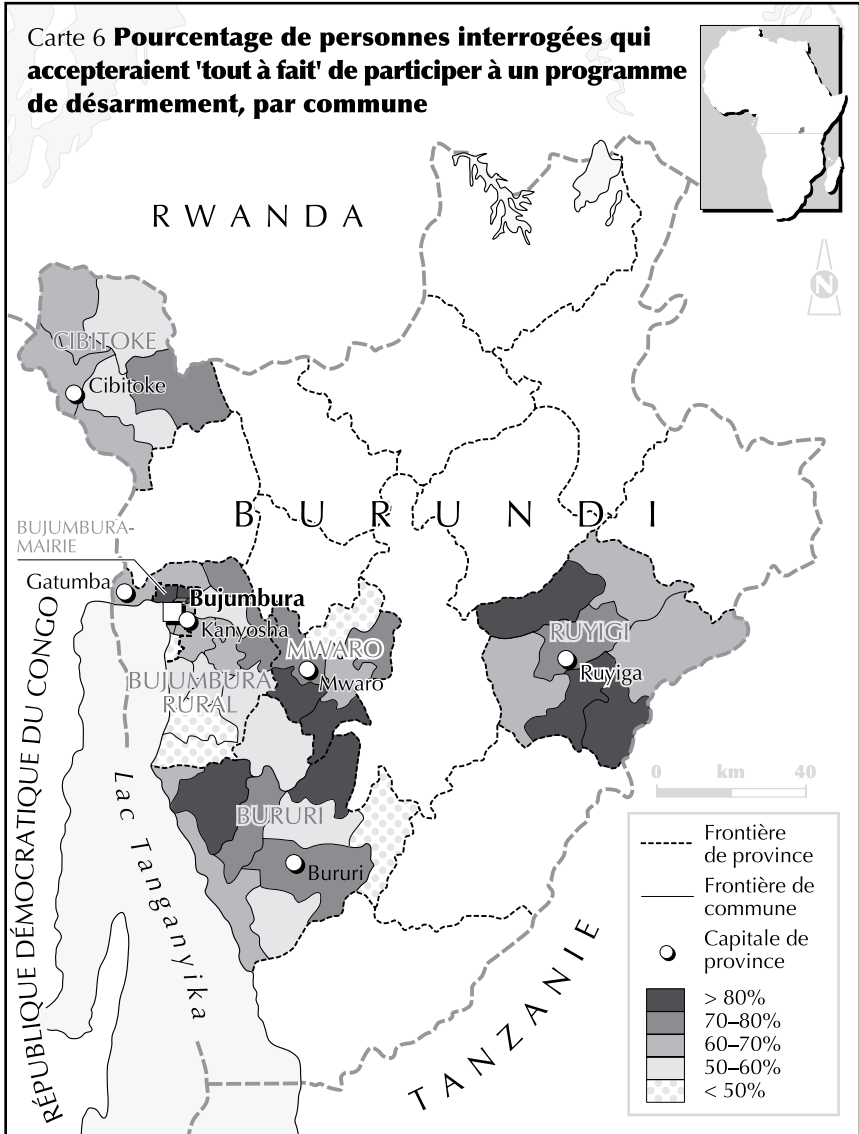 Carte 6 Pourcentage de personnes interrogées qui
accepteraient 'tout à fait' de participer à un programme
de désarmement, par commune
RWANDA
N
CIBITOKE
Cibitoke
BURUNDI
BUJUMBURA-
MAIRIE
Gatumba
Bujumbura
Kanyosha
MWARO
Mwaro
RUYIGI
Ruyiga
BUJUMBURA
RURAL
RÉPUBLIQUE DÉMOCRATIQUE DU CONGO
Lac Tanganyika
BURURI
Bururi
TANZANIE
0 km 40
Frontière
de province
Frontière de
commune
Capitale de
province
> 80%
70–80%
60–70%
50–60%
< 50%